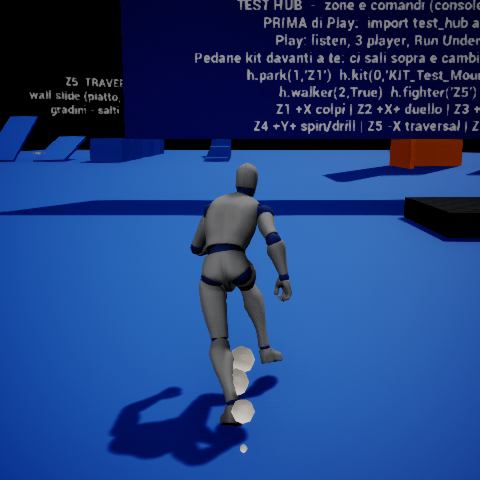 TEST HUB - zone e comandi (console
PRIMA di Play: import test_hub a
Play: listen, 3 player, Run Under
Pedane kit davanti a te: ci sali sopra e cambi
h.park(1,'Z1') h.kit(0,'KIT_Test_Mour
h.walker(2,True) h.fighter('Z5')
Z1 +X colpi | Z2 +X+ duello | Z3 +
Z4 +Y+ spin/drill | Z5 -X traversal | Z
Z5 TRAVER
wall slide (piatto,
gradini - salti